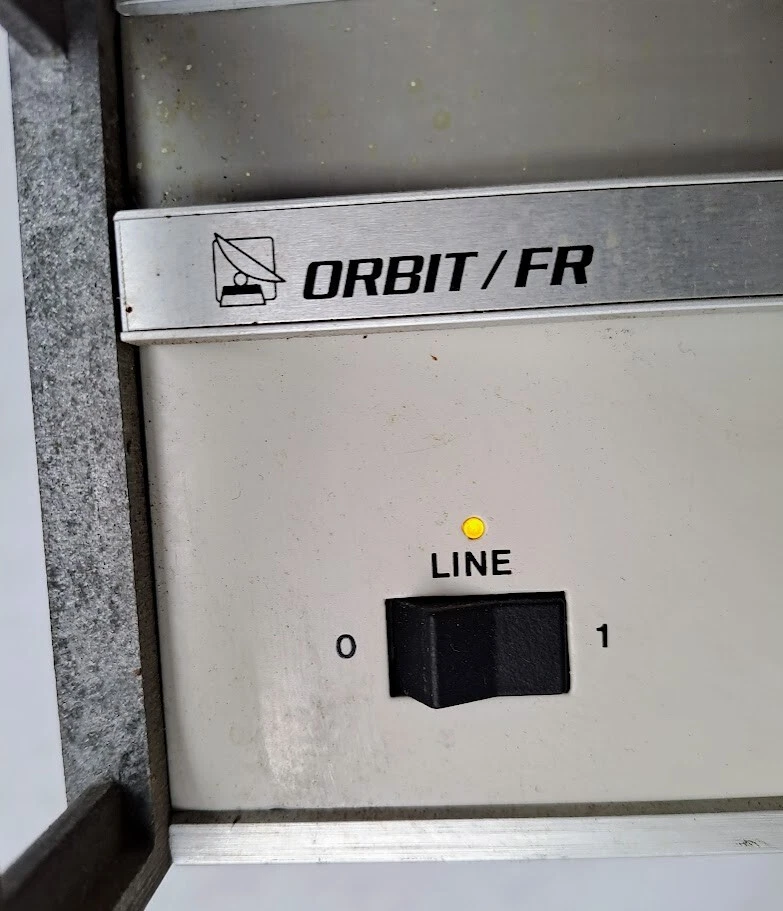 ORBIT / FR
LINE
0 1